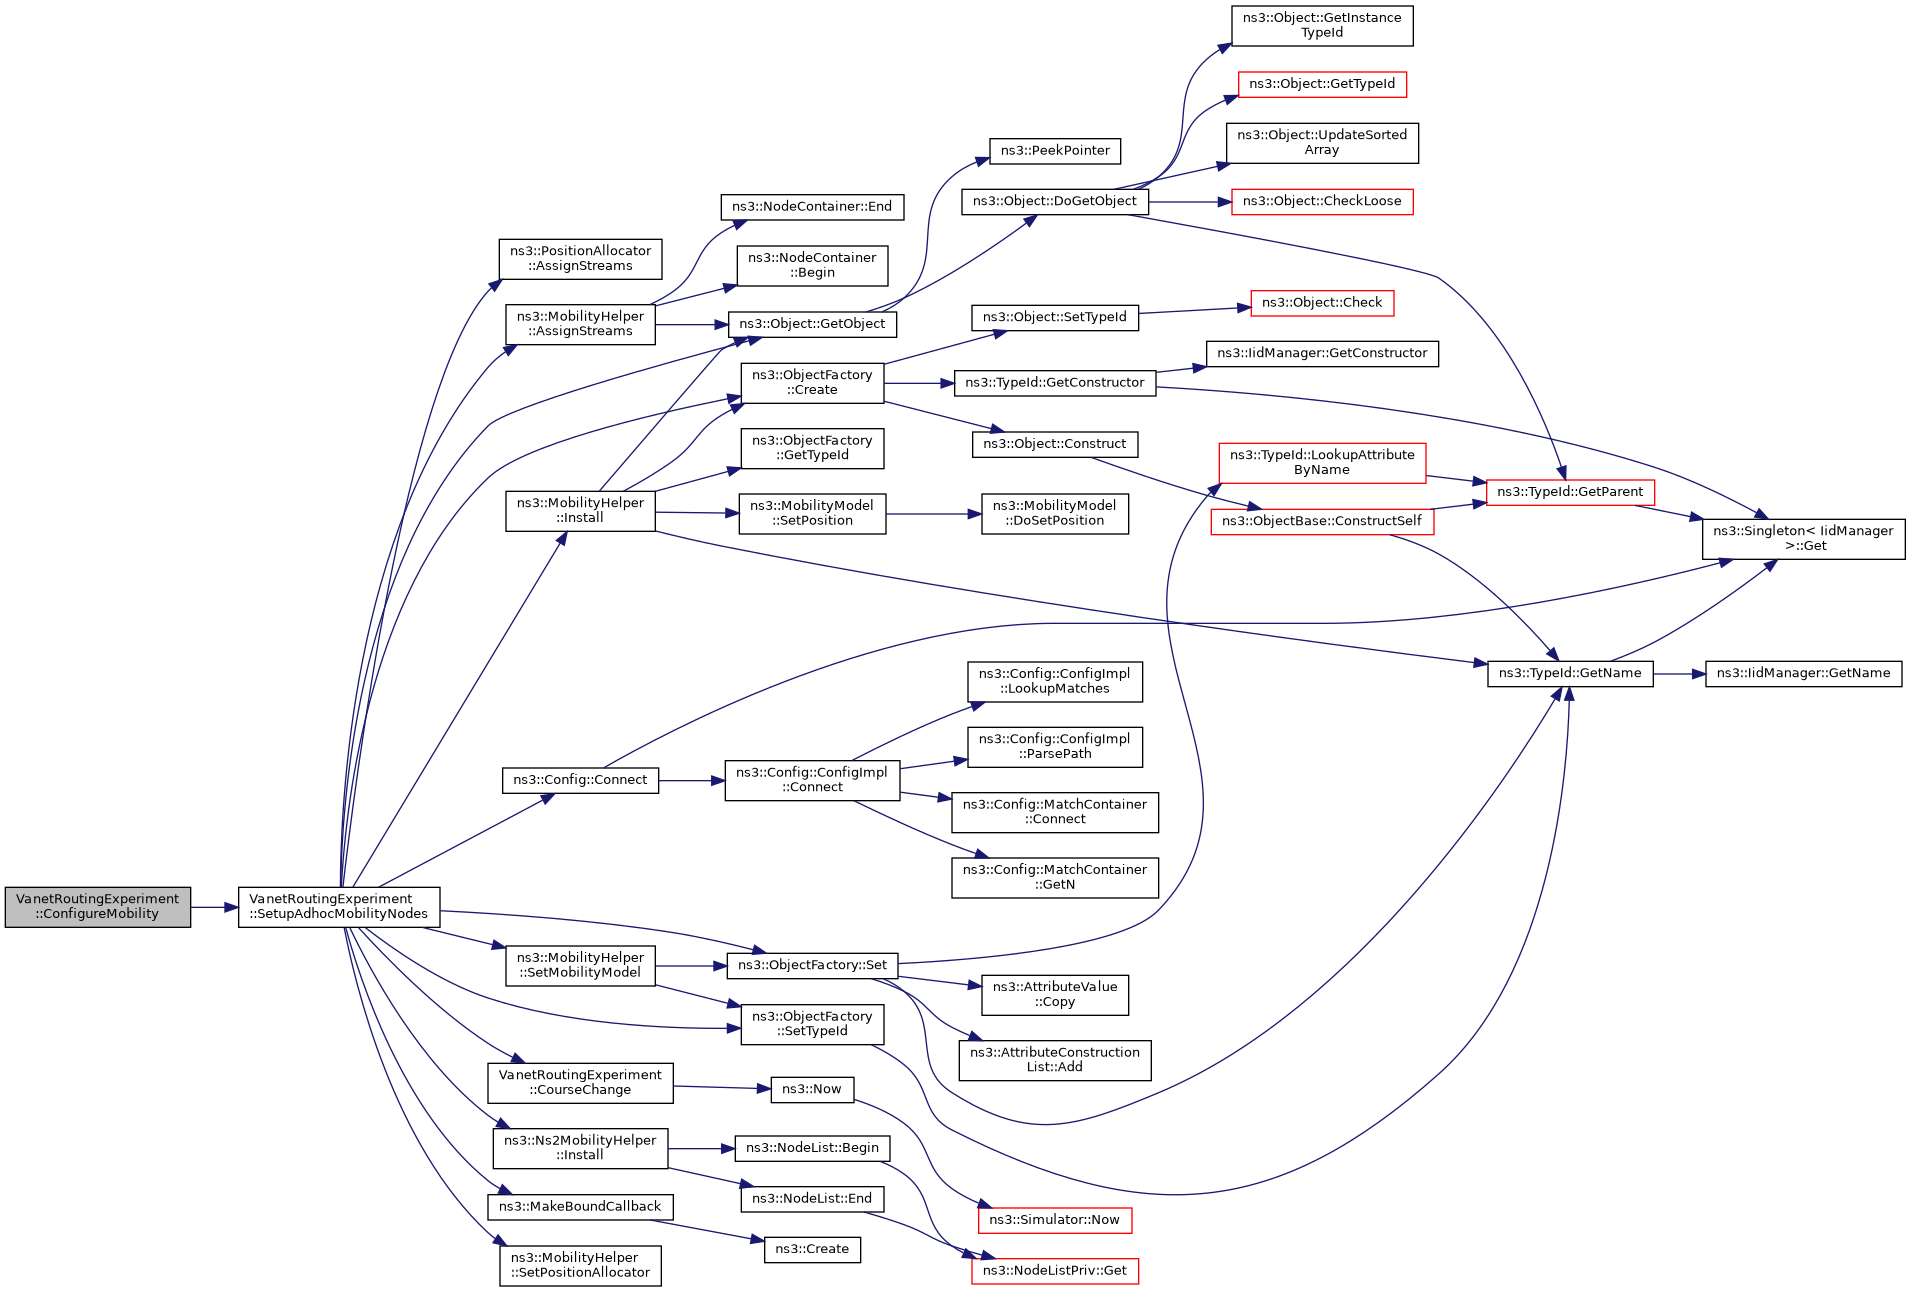 VanetRoutingExperiment
::ConfigureMobility
VanetRoutingExperiment
::SetupAdhocMobilityNodes
ns3::PositionAllocator
::AssignStreams
ns3::MobilityHelper
::AssignStreams
ns3::MobilityHelper
::Install
ns3::Config::Connect
ns3::MobilityHelper
::SetMobilityModel
VanetRoutingExperiment
::CourseChange
ns3::Ns2MobilityHelper
::Install
ns3::MakeBoundCallback
ns3::MobilityHelper
::SetPositionAllocator
ns3::NodeContainer::End
ns3::NodeContainer
::Begin
ns3::Object::GetObject
ns3::ObjectFactory
::Create
ns3::ObjectFactory
::GetTypeId
ns3::MobilityModel
::SetPosition
ns3::Config::ConfigImpl
::Connect
ns3::ObjectFactory::Set
ns3::ObjectFactory
::SetTypeId
ns3::Now
ns3::NodeList::Begin
ns3::NodeList::End
ns3::Create
ns3::PeekPointer
ns3::Object::DoGetObject
ns3::Object::SetTypeId
ns3::TypeId::GetConstructor
ns3::Object::Construct
ns3::MobilityModel
::DoSetPosition
ns3::Config::ConfigImpl
::LookupMatches
ns3::Config::ConfigImpl
::ParsePath
ns3::Config::MatchContainer
::Connect
ns3::Config::MatchContainer
::GetN
ns3::AttributeValue
::Copy
ns3::AttributeConstruction
List::Add
ns3::Simulator::Now
ns3::NodeListPriv::Get
ns3::Object::GetInstance
TypeId
ns3::Object::GetTypeId
ns3::Object::UpdateSorted
Array
ns3::Object::CheckLoose
ns3::Object::Check
ns3::IidManager::GetConstructor
ns3::TypeId::LookupAttribute
ByName
ns3::ObjectBase::ConstructSelf
ns3::TypeId::GetParent
ns3::TypeId::GetName
ns3::Singleton< IidManager
>::Get
ns3::IidManager::GetName